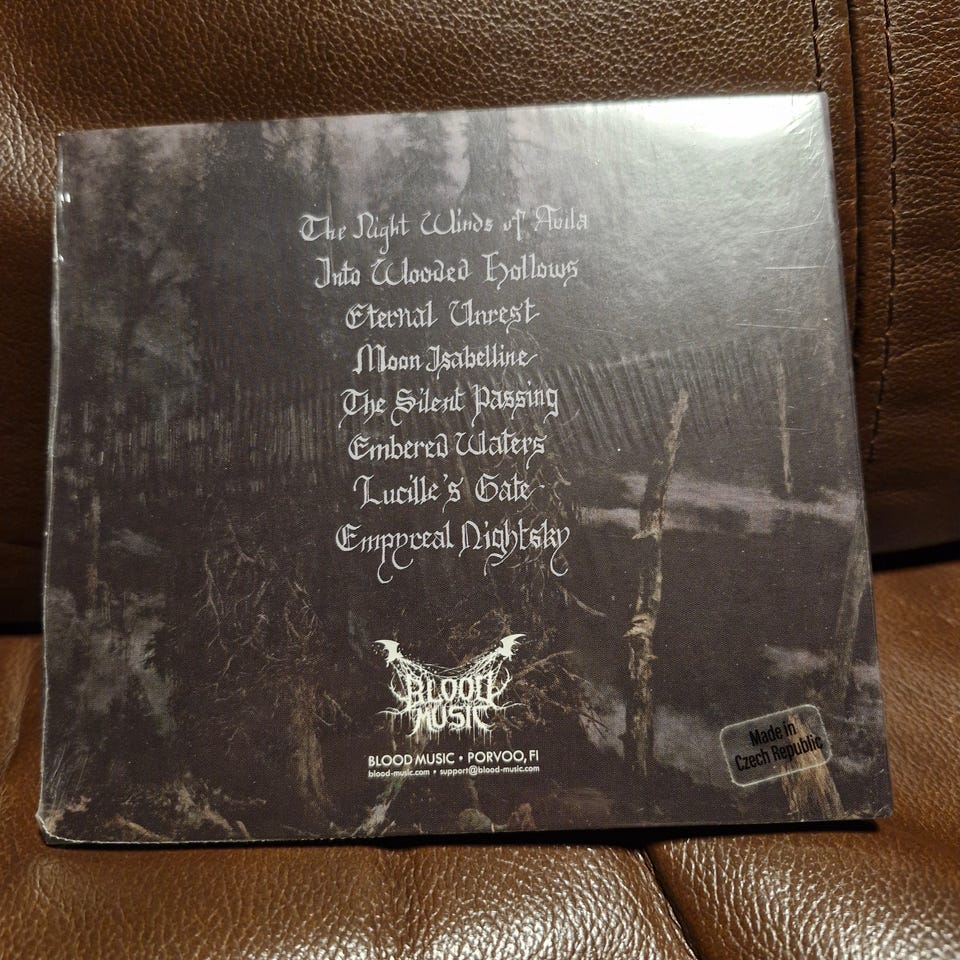 The Night Winds of Avila
Into Wooded Hollows
Eternal Unrest
Moon Isabelline
The Silent Passing
Embered Waters
Lucille's Gate
Empyreal Nightsky
BLOOD
MUSIC
BLOOD MUSIC • PORVOO, FI
blood-music.com • support@blood-music.com
Made in
Czech Republic